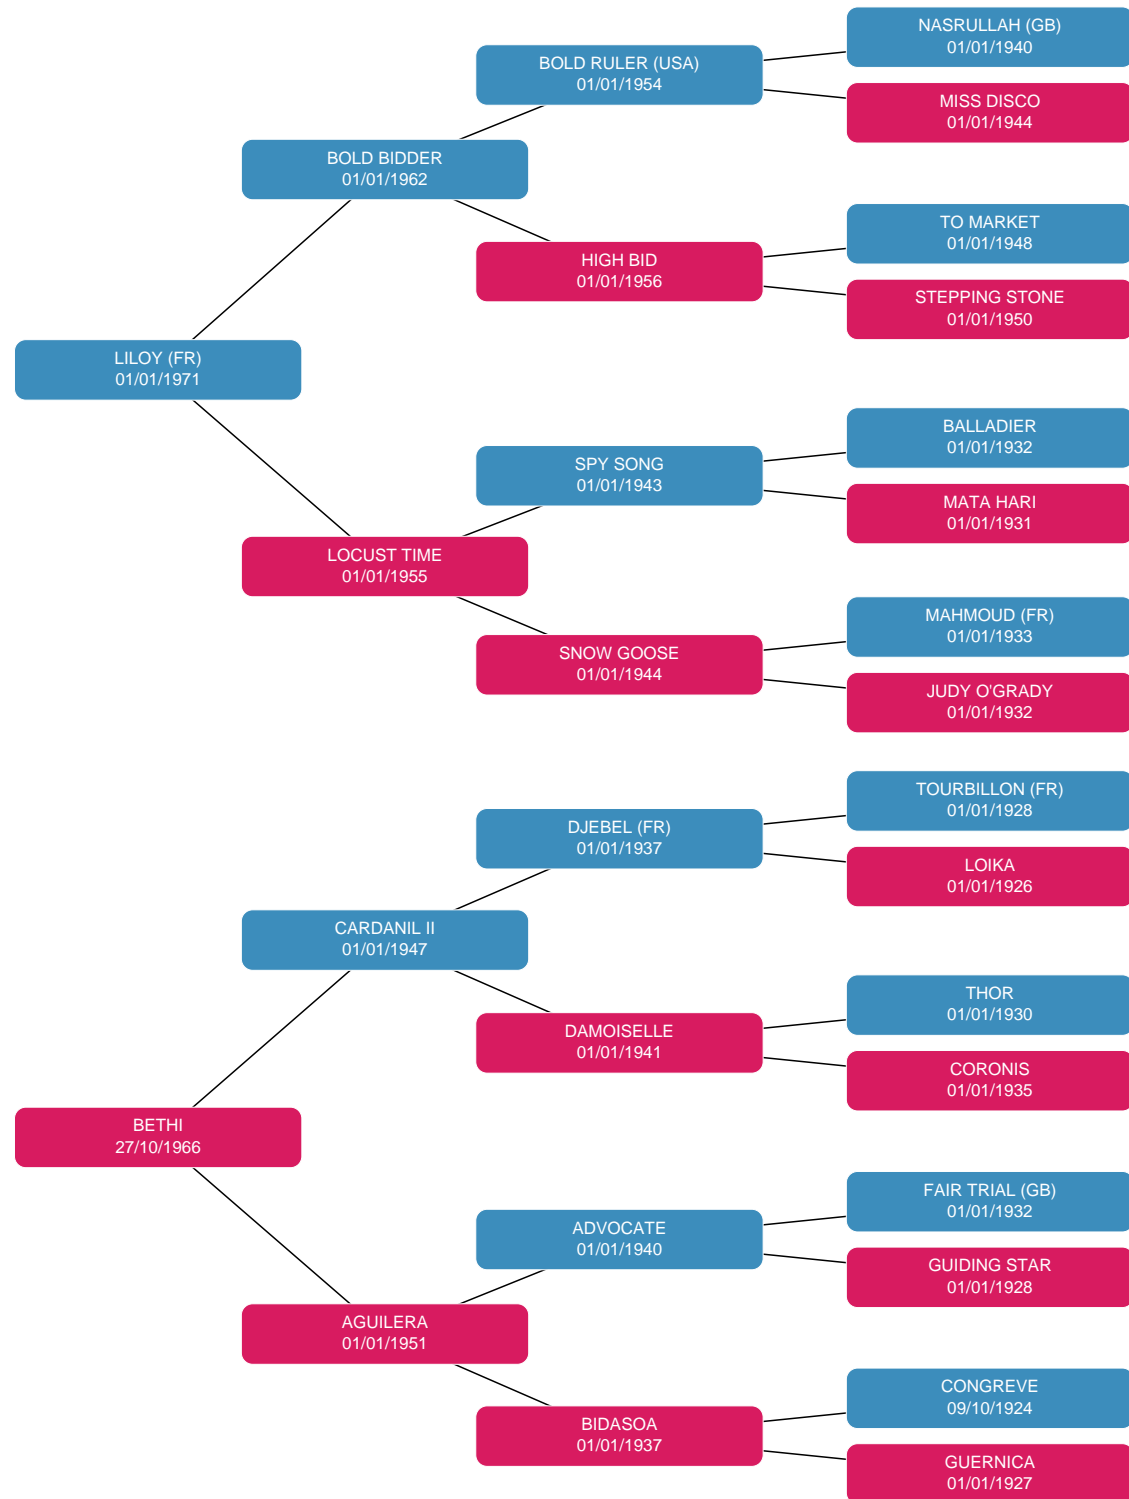 NASRULLAH (GB)
01/01/1940
BOLD RULER (USA)
01/01/1954
MISS DISCO
01/01/1944
BOLD BIDDER
01/01/1962
TO MARKET
01/01/1948
HIGH BID
01/01/1956
STEPPING STONE
01/01/1950
LILOY (FR)
01/01/1971
BALLADIER
01/01/1932
SPY SONG
01/01/1943
MATA HARI
01/01/1931
LOCUST TIME
01/01/1955
MAHMOUD (FR)
01/01/1933
SNOW GOOSE
01/01/1944
JUDY O'GRADY
01/01/1932
TOURBILLON (FR)
01/01/1928
DJEBEL (FR)
01/01/1937
LOIKA
01/01/1926
CARDANIL II
01/01/1947
THOR
01/01/1930
DAMOISELLE
01/01/1941
CORONIS
01/01/1935
BETHI
27/10/1966
FAIR TRIAL (GB)
01/01/1932
ADVOCATE
01/01/1940
GUIDING STAR
01/01/1928
AGUILERA
01/01/1951
CONGREVE
09/10/1924
BIDASOA
01/01/1937
GUERNICA
01/01/1927